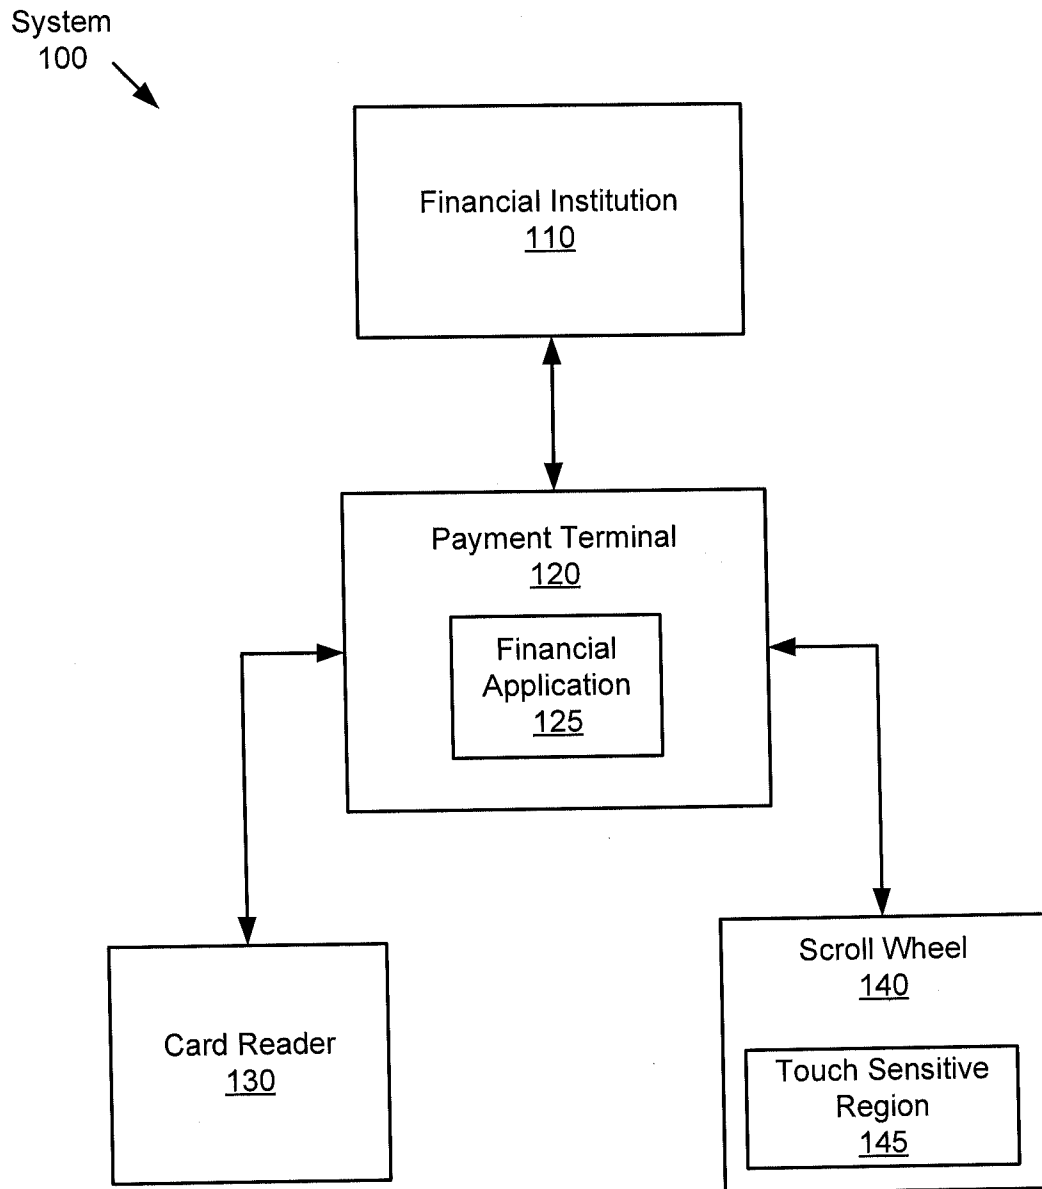 System
100
Financial Institution
110
Payment Terminal
120
Financial
Application
125
Card Reader
130
Scroll Wheel
140
Touch Sensitive
Region
145